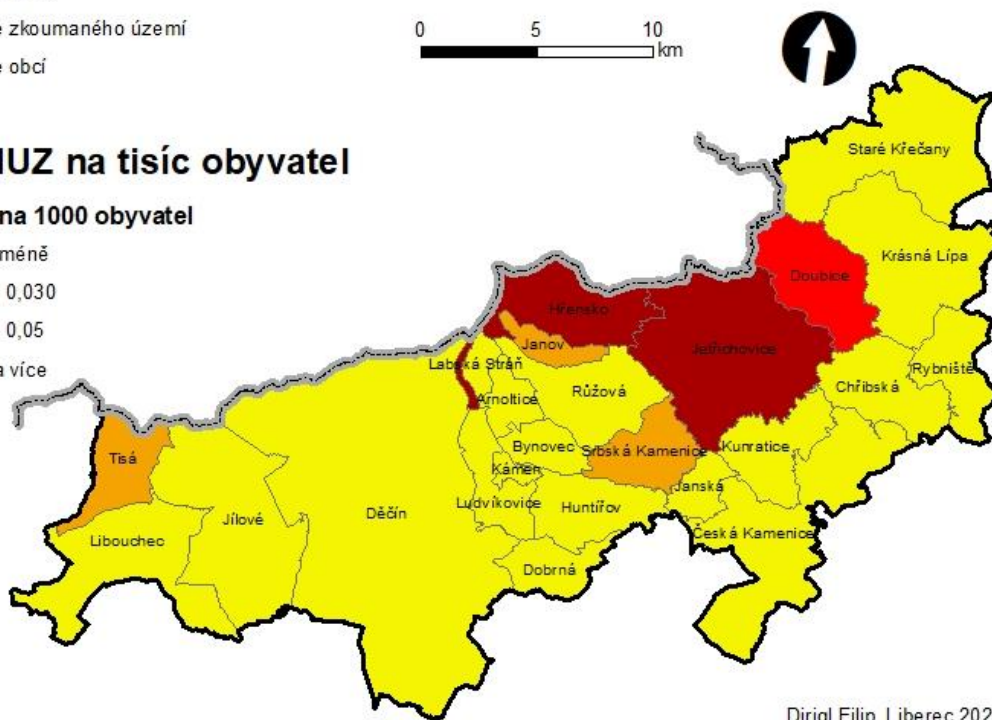 e zkoumaného území
e obcí
0 5 10
km
HUZ na tisíc obyvatel
na 1000 obyvatel
méně
0,030
0,05
a více
Staré Křečany
Krásná Lípa
Doubice
Hřensko
Janov
Jetřichovice
Rybniště
Chřibská
Labská Stráň
Růžová
Arnoltice
Bynovec
Srbská Kamenice
Kunratice
Kámen
Janská
Tisá
Ludvíkovice
Huntířov
Děčín
Jílové
Česká Kamenice
Libouchec
Dobrná
Dirigl Filip, Liberec 202